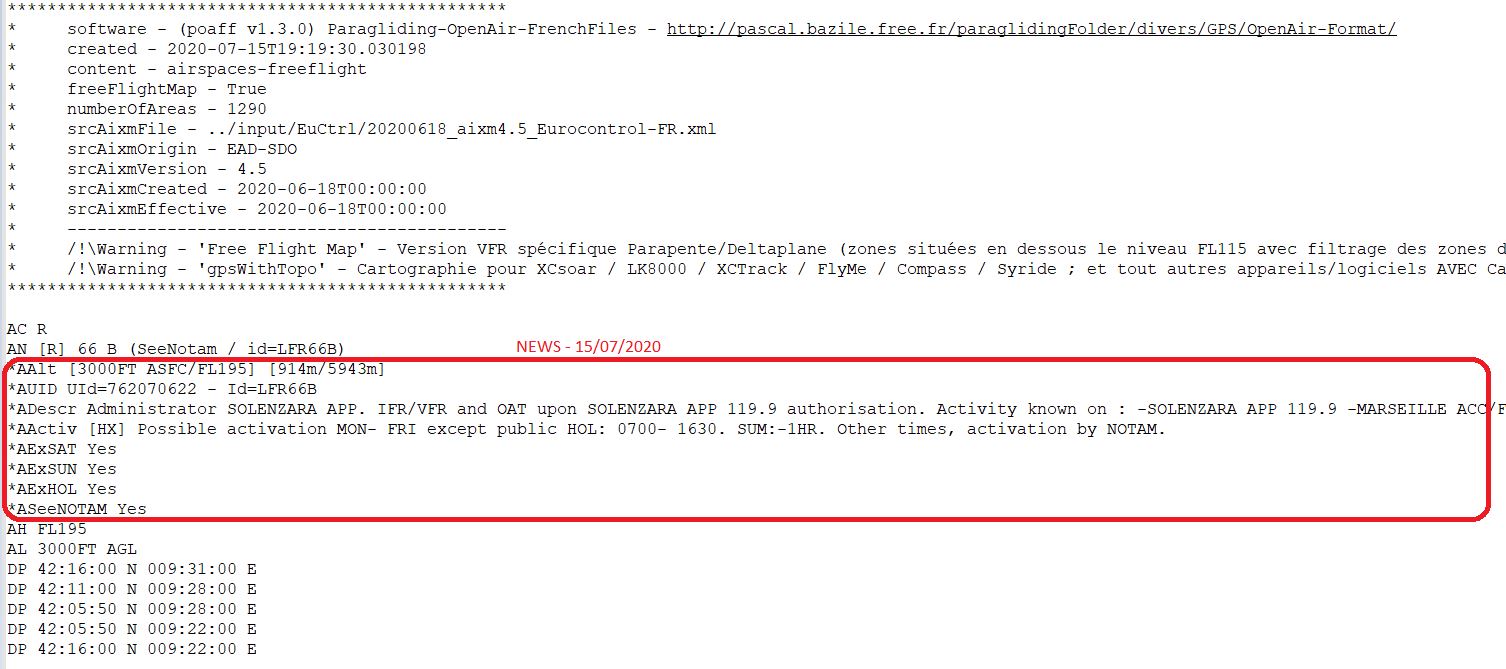 **************************************************
* software - (poaff v1.3.0) Paragliding-OpenAir-FrenchFiles - http://pascal.bazile.free.fr/paraglidingFolder/divers/GPS/OpenAir-Format/
* created - 2020-07-15T19:19:30.030198
* content - airspaces-freeflight
* freeFlightMap - True
* numberOfAreas - 1290
* srcAixmFile - ../input/EuCtrl/20200618_aixm4.5_Eurocontrol-FR.xml
* srcAixmOrigin - EAD-SDO
* srcAixmVersion - 4.5
* srcAixmCreated - 2020-06-18T00:00:00
* srcAixmEffective - 2020-06-18T00:00:00
* --------------------------------------------
* /!\Warning - 'Free Flight Map' - Version VFR spécifique Parapente/Deltaplane (zones situées en dessous le niveau FL115 avec filtrage des zones d
* /!\Warning - 'gpsWithTopo' - Cartographie pour XCsoar / LK8000 / XCTrack / FlyMe / Compass / Syride ; et tout autres appareils/logiciels AVEC Ca
**************************************************
AC R
AN [R] 66 B (SeeNotam / id=LFR66B)
NEWS - 15/07/2020
*AAlt [3000FT ASFC/FL195] [914m/5943m]
*AUID UId=762070622 - Id=LFR66B
*ADescr Administrator SOLENZARA APP. IFR/VFR and OAT upon SOLENZARA APP 119.9 authorisation. Activity known on : -SOLENZARA APP 119.9 -MARSEILLE ACC/F
*AActiv [HX] Possible activation MON- FRI except public HOL: 0700- 1630. SUM:-1HR. Other times, activation by NOTAM.
*AExSAT Yes
*AExSUN Yes
*AExHOL Yes
*ASeeNOTAM Yes
AH FL195
AL 3000FT AGL
DP 42:16:00 N 009:31:00 E
DP 42:11:00 N 009:28:00 E
DP 42:05:50 N 009:28:00 E
DP 42:05:50 N 009:22:00 E
DP 42:16:00 N 009:22:00 E